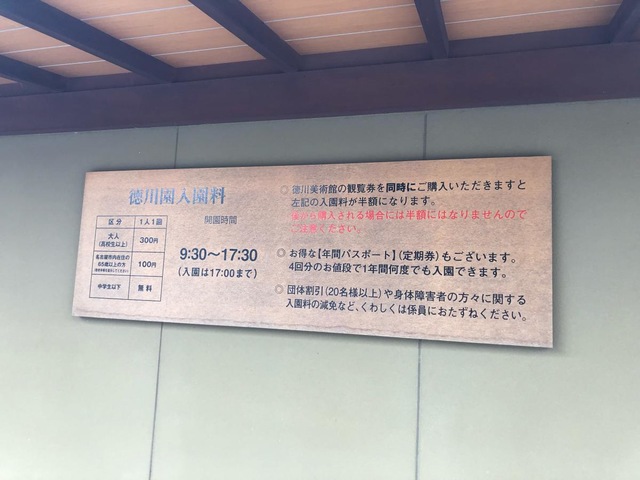 徳川園入園料
区分 1人1回
大人
(高校生以上) 300円
名古屋市内在住の
65歳以上の方 100円
中学生以下 無料
開園時間
9:30〜17:30
(入園は17:00まで)
◎ 徳川美術館の観覧券を同時にご購入いただきますと
左記の入園料が半額になります。
後から購入される場合には半額にはなりませんので
ご注意ください。
◎ お得な【年間パスポート】(定期券)もございます。
4回分のお値段で1年間何度でも入園できます。
◎ 団体割引(20名様以上)や身体障害者の方々に関する
入園料の減免など、くわしくは係員におたずねください。